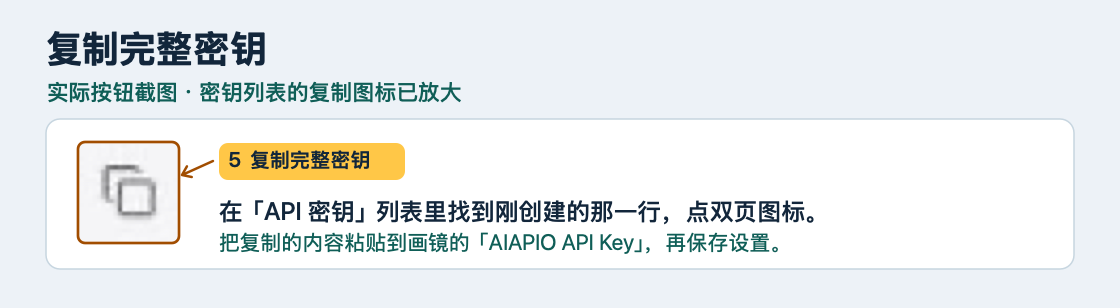 复制完整密钥
实际按钮截图 · 密钥列表的复制图标已放大
5 复制完整密钥
在「API 密钥」列表里找到刚创建的那一行，点双页图标。
把复制的内容粘贴到画镜的「AIAPIO API Key」，再保存设置。